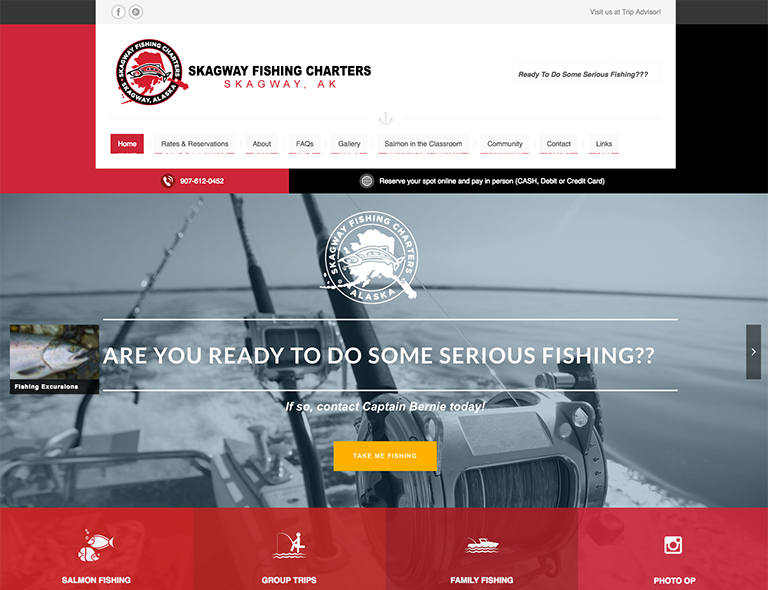 Visit us at Trip Advisor!
SKAGWAY FISHING CHARTERS
SKAGWAY, ALASKA
SKAGWAY FISHING CHARTERS
SKAGWAY, AK
Ready To Do Some Serious Fishing???
Home Rates & Reservations About FAQs Gallery Salmon in the Classroom Community Contact Links
907-612-0452 Reserve your spot online and pay in person (CASH, Debit or Credit Card)
SKAGWAY FISHING CHARTERS
ALASKA
ARE YOU READY TO DO SOME SERIOUS FISHING??
Fishing Excursions
If so, contact Captain Bernie today!
TAKE ME FISHING
SALMON FISHING GROUP TRIPS FAMILY FISHING PHOTO OP